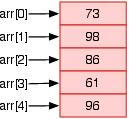 arr[0] 73
arr[1] 98
arr[2] 86
arr[3] 61
arr[4] 96